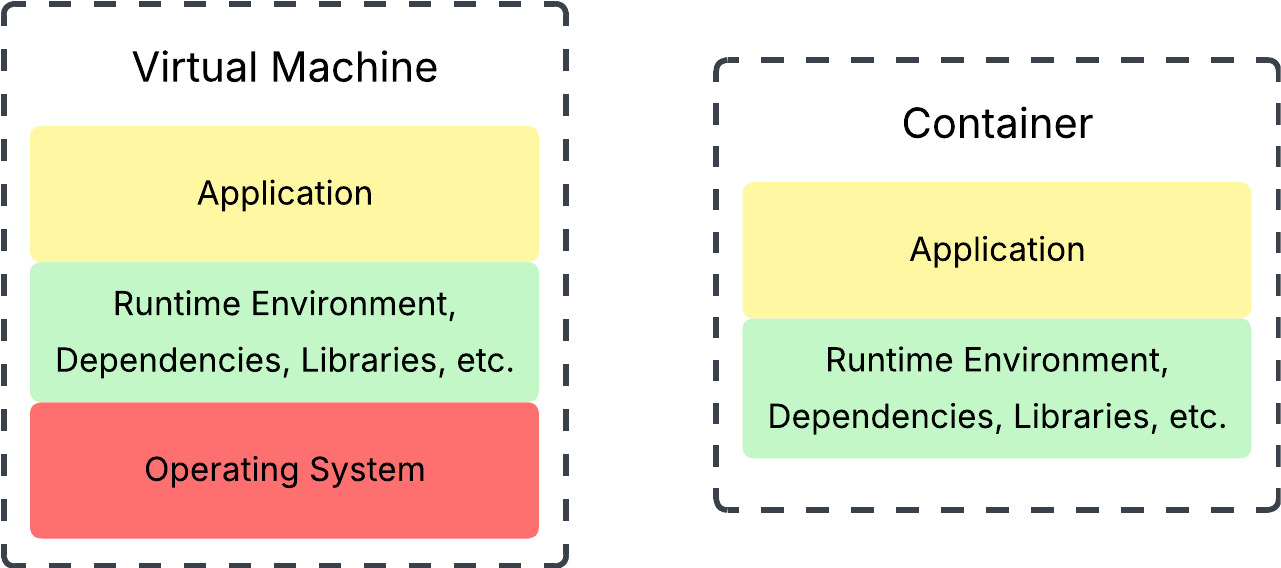 Virtual Machine
Application
Runtime Environment,
Dependencies, Libraries, etc.
Operating System
Container
Application
Runtime Environment,
Dependencies, Libraries, etc.